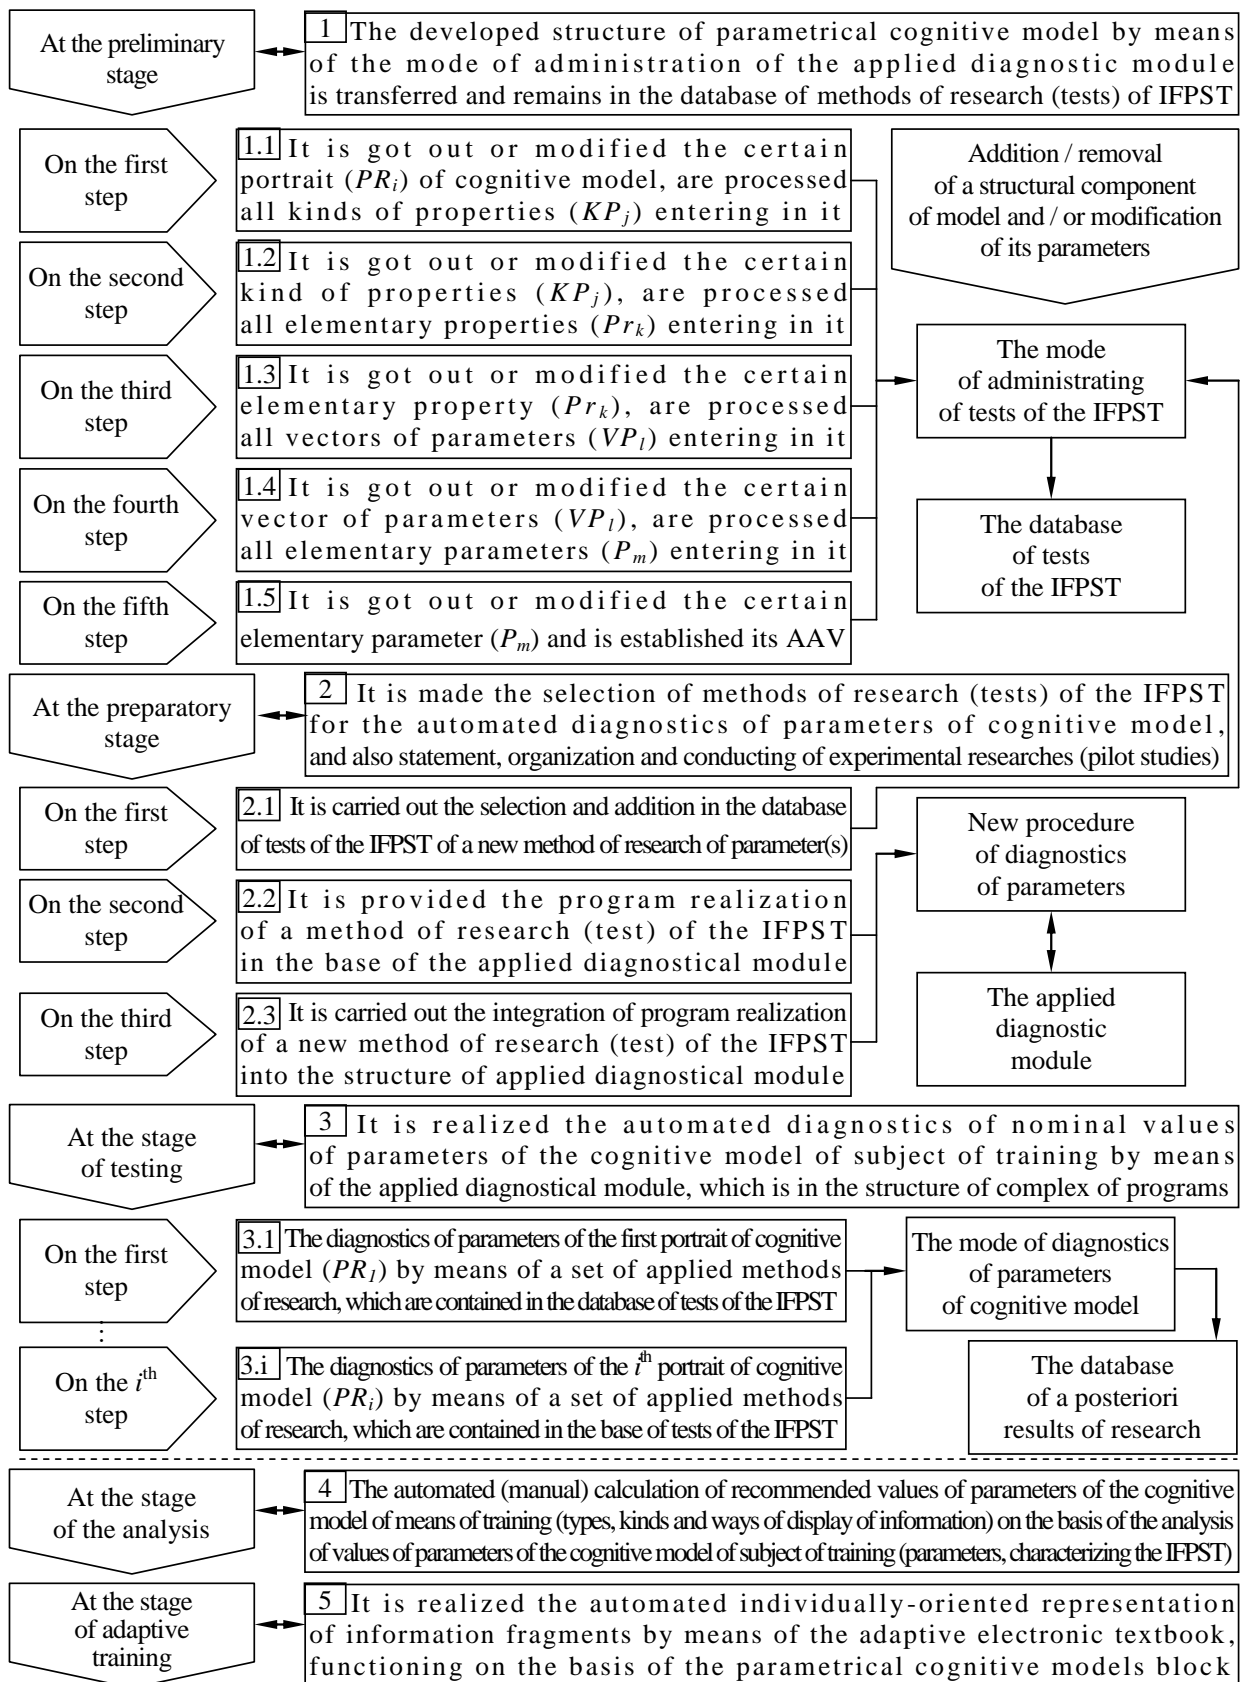 At the preliminary
stage
1 The developed structure of parametrical cognitive model by means
of the mode of administration of the applied diagnostic module
is transferred and remains in the database of methods of research (tests) of IFPST
On the first
step
1.1 It is got out or modified the certain
portrait (PRi) of cognitive model, are processed
all kinds of properties (KPj) entering in it
Addition / removal
of a structural component
of model and / or modification
of its parameters
On the second
step
1.2 It is got out or modified the certain
kind of properties (KPj), are processed
all elementary properties (Prk) entering in it
On the third
step
1.3 It is got out or modified the certain
elementary property (Prk), are processed
all vectors of parameters (VPl) entering in it
The mode
of administrating
of tests of the IFPST
On the fourth
step
1.4 It is got out or modified the certain
vector of parameters (VPl), are processed
all elementary parameters (Pm) entering in it
The database
of tests
of the IFPST
On the fifth
step
1.5 It is got out or modified the certain
elementary parameter (Pm) and is established its AAV
At the preparatory
stage
2 It is made the selection of methods of research (tests) of the IFPST
for the automated diagnostics of parameters of cognitive model,
and also statement, organization and conducting of experimental researches (pilot studies)
On the first
step
2.1 It is carried out the selection and addition in the database
of tests of the IFPST of a new method of research of parameter(s)
New procedure
of diagnostics
of parameters
On the second
step
2.2 It is provided the program realization
of a method of research (test) of the IFPST
in the base of the applied diagnostical module
On the third
step
2.3 It is carried out the integration of program realization
of a new method of research (test) of the IFPST
into the structure of applied diagnostical module
The applied
diagnostic
module
At the stage
of testing
3 It is realized the automated diagnostics of nominal values
of parameters of the cognitive model of subject of training by means
of the applied diagnostical module, which is in the structure of complex of programs
On the first
step
3.1 The diagnostics of parameters of the first portrait of cognitive
model (PR1) by means of a set of applied methods
of research, which are contained in the database of tests of the IFPST
The mode of diagnostics
of parameters
of cognitive model
⋮
On the ith
step
3.i The diagnostics of parameters of the ith portrait of cognitive
model (PRi) by means of a set of applied methods
of research, which are contained in the base of tests of the IFPST
The database
of a posteriori
results of research
At the stage
of the analysis
4 The automated (manual) calculation of recommended values of parameters of the cognitive
model of means of training (types, kinds and ways of display of information) on the basis of the analysis
of values of parameters of the cognitive model of subject of training (parameters, characterizing the IFPST)
At the stage
of adaptive
training
5 It is realized the automated individually-oriented representation
of information fragments by means of the adaptive electronic textbook,
functioning on the basis of the parametrical cognitive models block